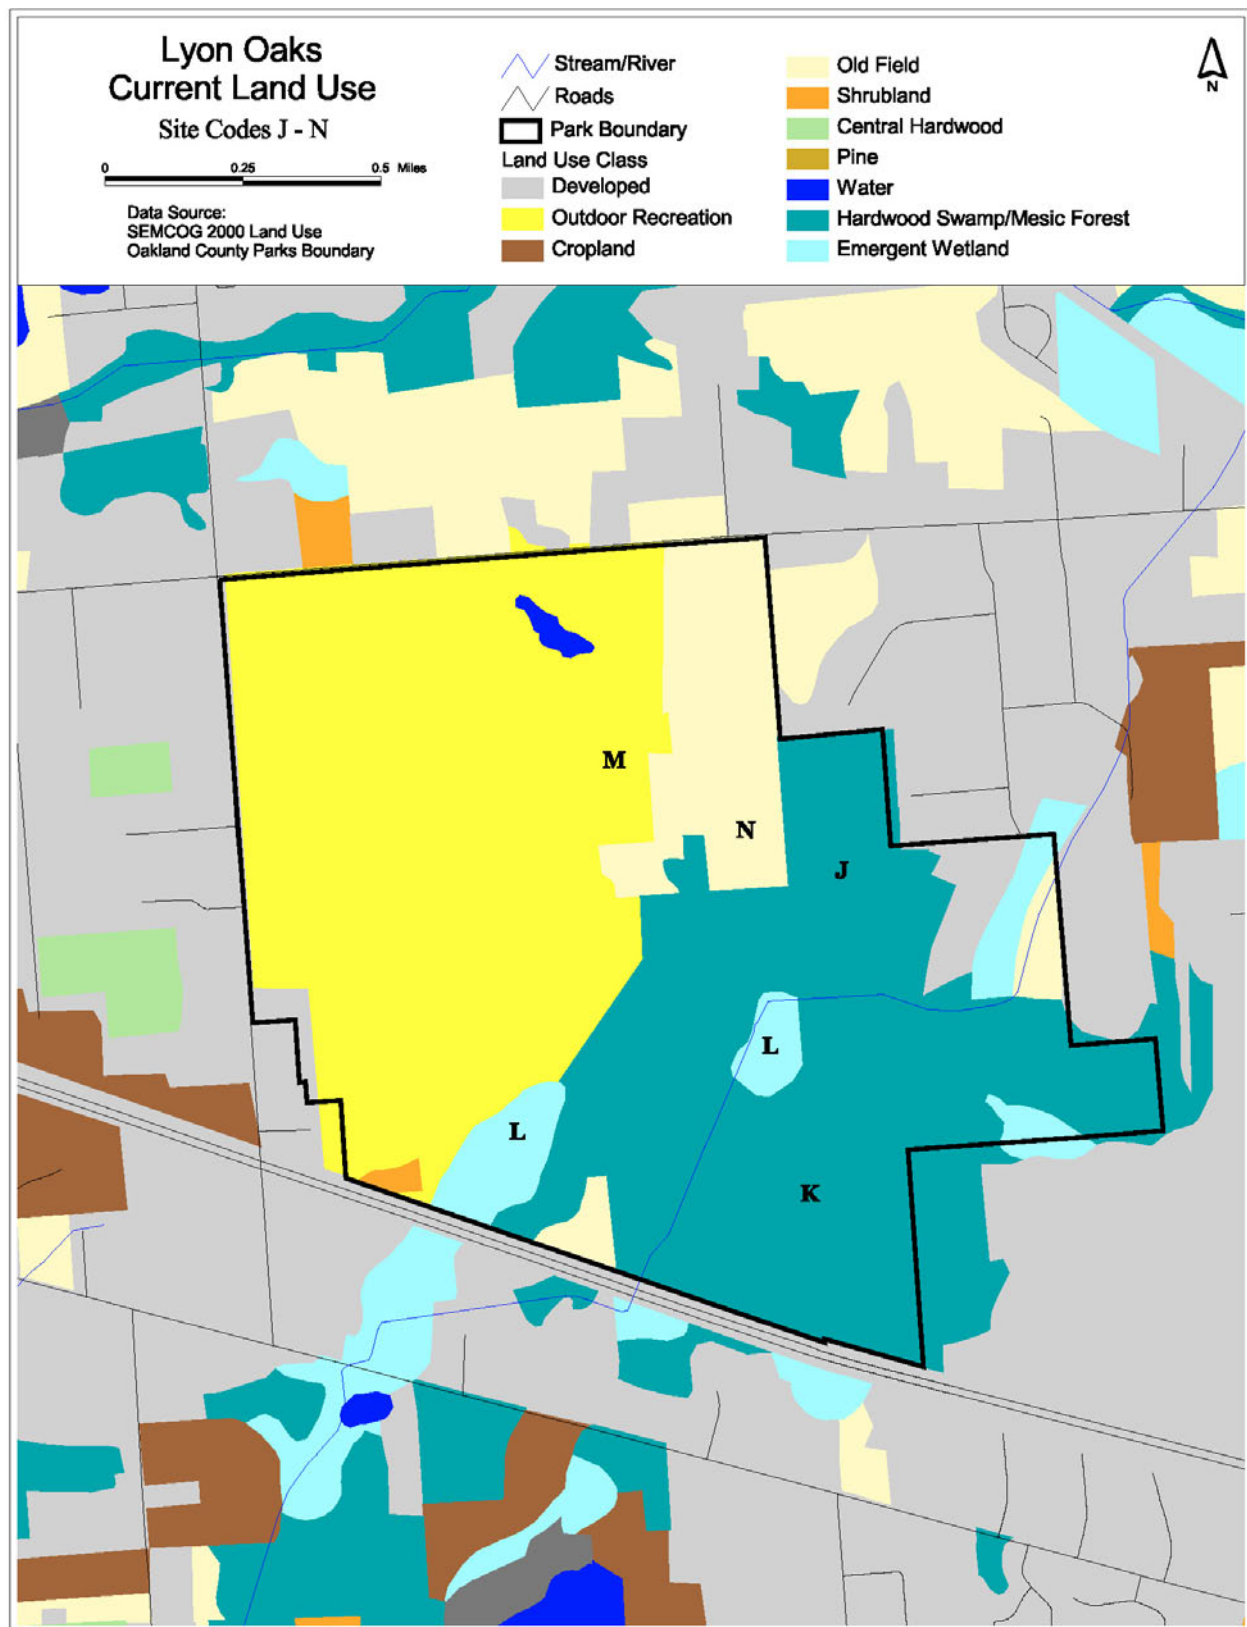 Lyon Oaks
Current Land Use
Site Codes J - N
0 0.25 0.5 Miles
Data Source:
SEMCOG 2000 Land Use
Oakland County Parks Boundary
Stream/River
Roads
Park Boundary
Land Use Class
Developed
Outdoor Recreation
Cropland
Old Field
Shrubland
Central Hardwood
Pine
Water
Hardwood Swamp/Mesic Forest
Emergent Wetland
N
M
N
J
L
L
K